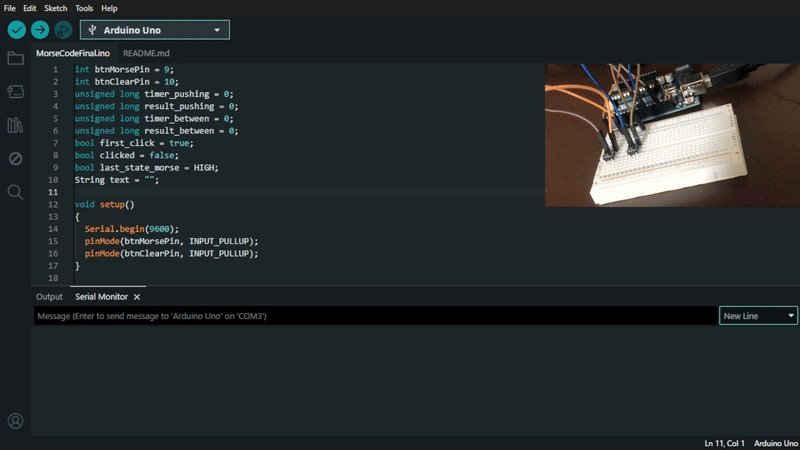 File Edit Sketch Tools Help
Arduino Uno
MorseCodeFinal.ino README.md
1 int btnMorsePin = 9;
2 int btnClearPin = 10;
3 unsigned long timer_pushing = 0;
4 unsigned long result_pushing = 0;
5 unsigned long timer_between = 0;
6 unsigned long result_between = 0;
7 bool first_click = true;
8 bool clicked = false;
9 bool last_state_morse = HIGH;
10 String text = "";
11
12 void setup()
13 {
14 Serial.begin(9600);
15 pinMode(btnMorsePin, INPUT_PULLUP);
16 pinMode(btnClearPin, INPUT_PULLUP);
17 }
18
Output Serial Monitor
Message (Enter to send message to 'Arduino Uno' on 'COM3')
New Line
Ln 11, Col 1 Arduino Uno